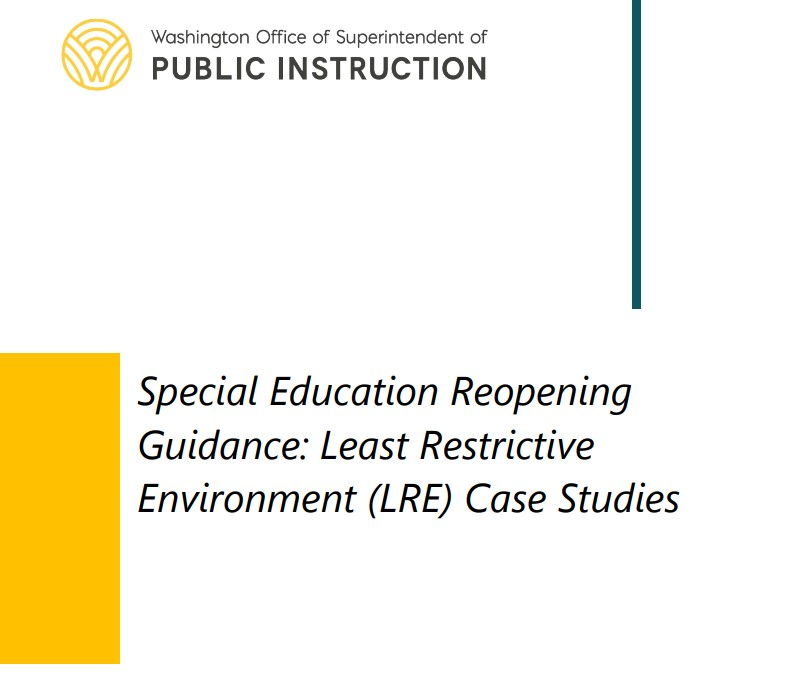 Washington Office of Superintendent of
PUBLIC INSTRUCTION
Special Education Reopening
Guidance: Least Restrictive
Environment (LRE) Case Studies